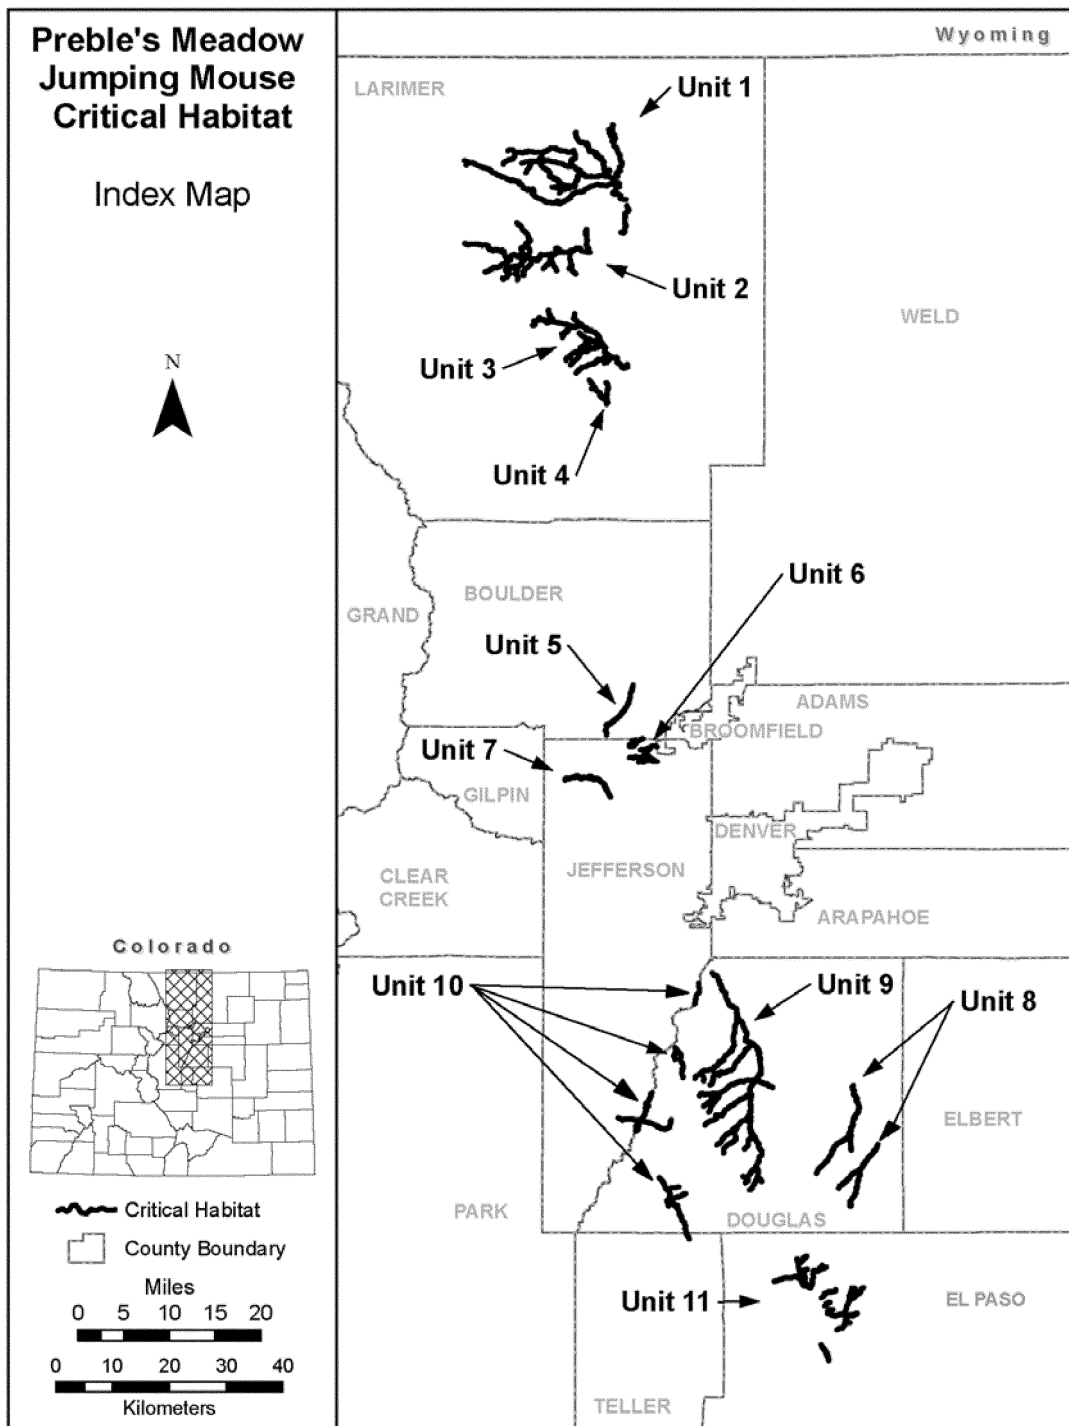 Preble's Meadow
Jumping Mouse
Critical Habitat
Index Map
N
Colorado
Critical Habitat
County Boundary
Miles
0 5 10 15 20
0 10 20 30 40
Kilometers
Wyoming
LARIMER
Unit 1
Unit 2
WELD
Unit 3
Unit 4
Unit 6
BOULDER
GRAND
Unit 5
ADAMS
BROOMFIELD
Unit 7
GILPIN
DENVER
JEFFERSON
CLEAR
CREEK
ARAPAHOE
Unit 10
Unit 9
Unit 8
ELBERT
PARK
DOUGLAS
Unit 11
EL PASO
TELLER